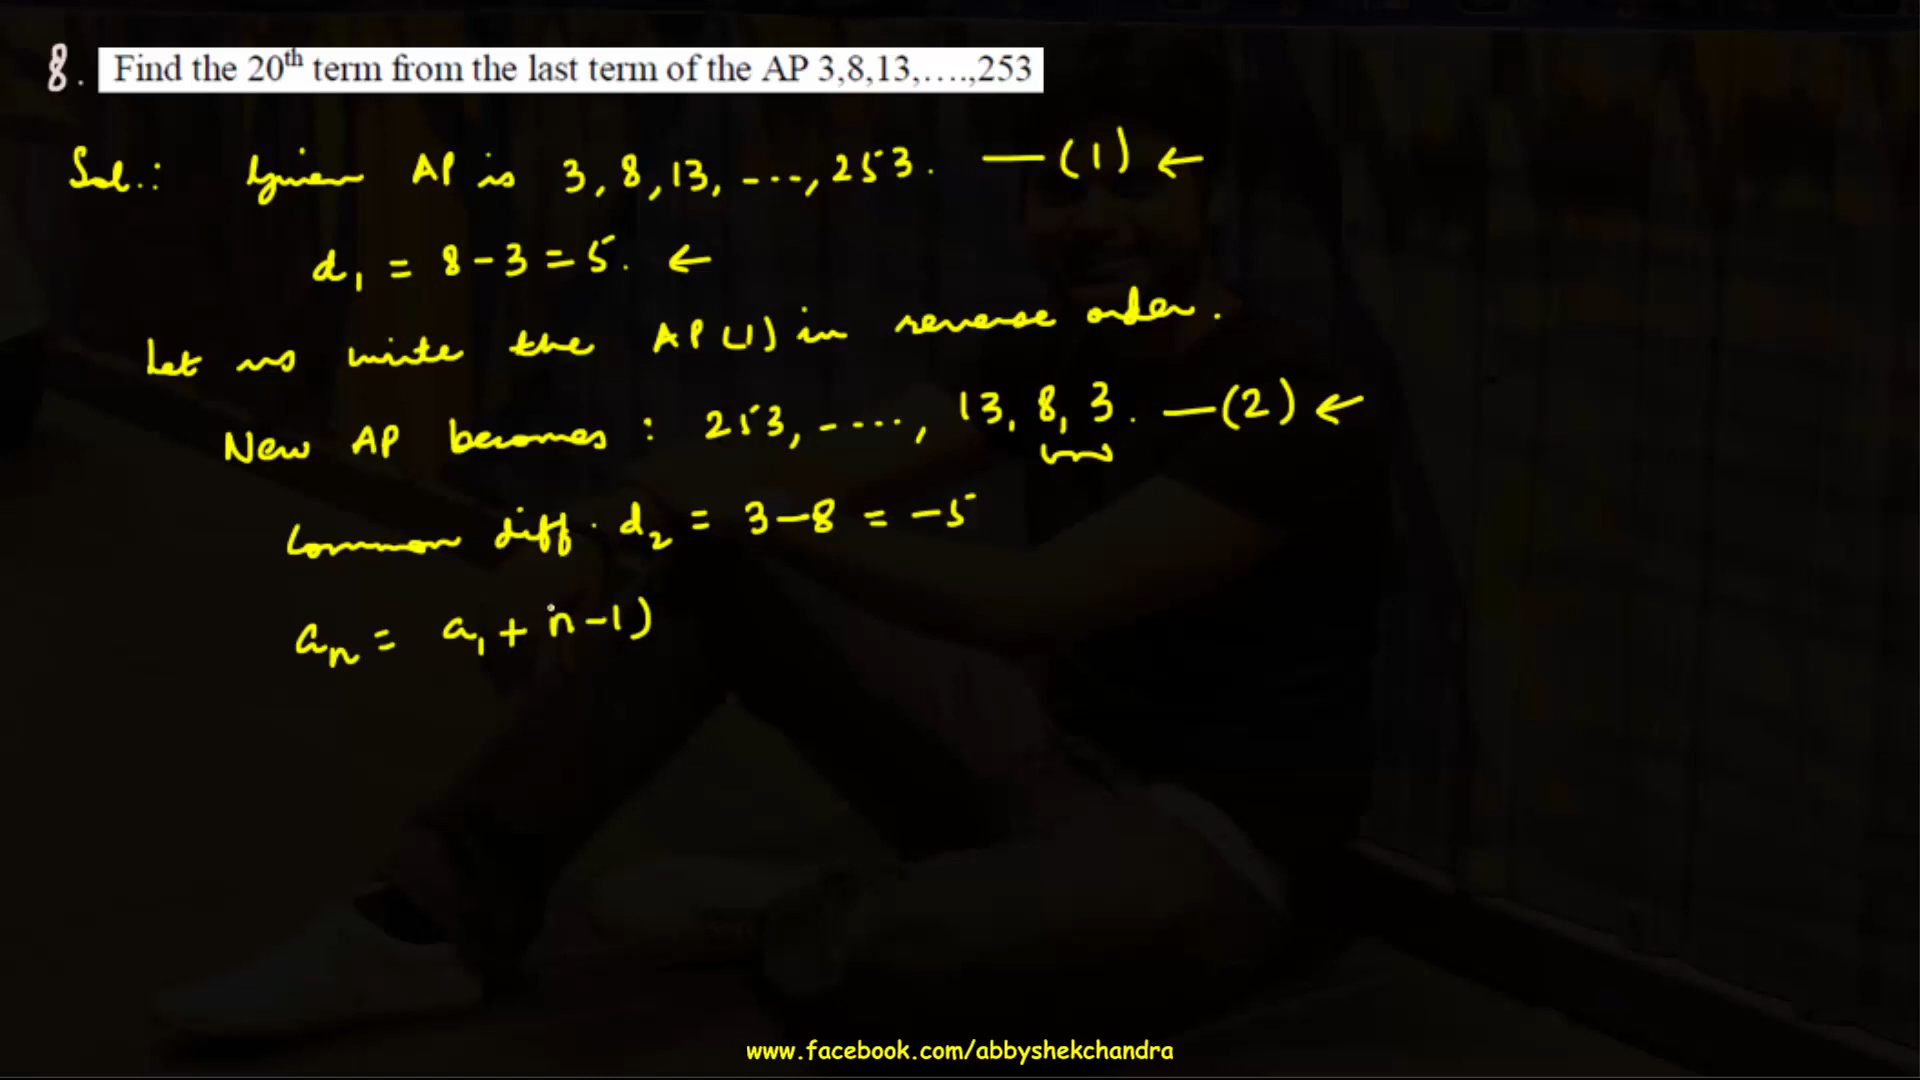 8. Find the 20th term from the last term of the AP 3,8,13,….,253
Sol.: Given AP is 3, 8, 13, ---, 253. —(1) ←
d₁ = 8 - 3 = 5. ←
Let us write the AP (1) in reverse order.
New AP becomes : 253, ----, 13, 8, 3. —(2) ←
Common diff. d₂ = 3 - 8 = -5
aₙ = a₁ + n-1)
www.facebook.com/abbyshekchandra